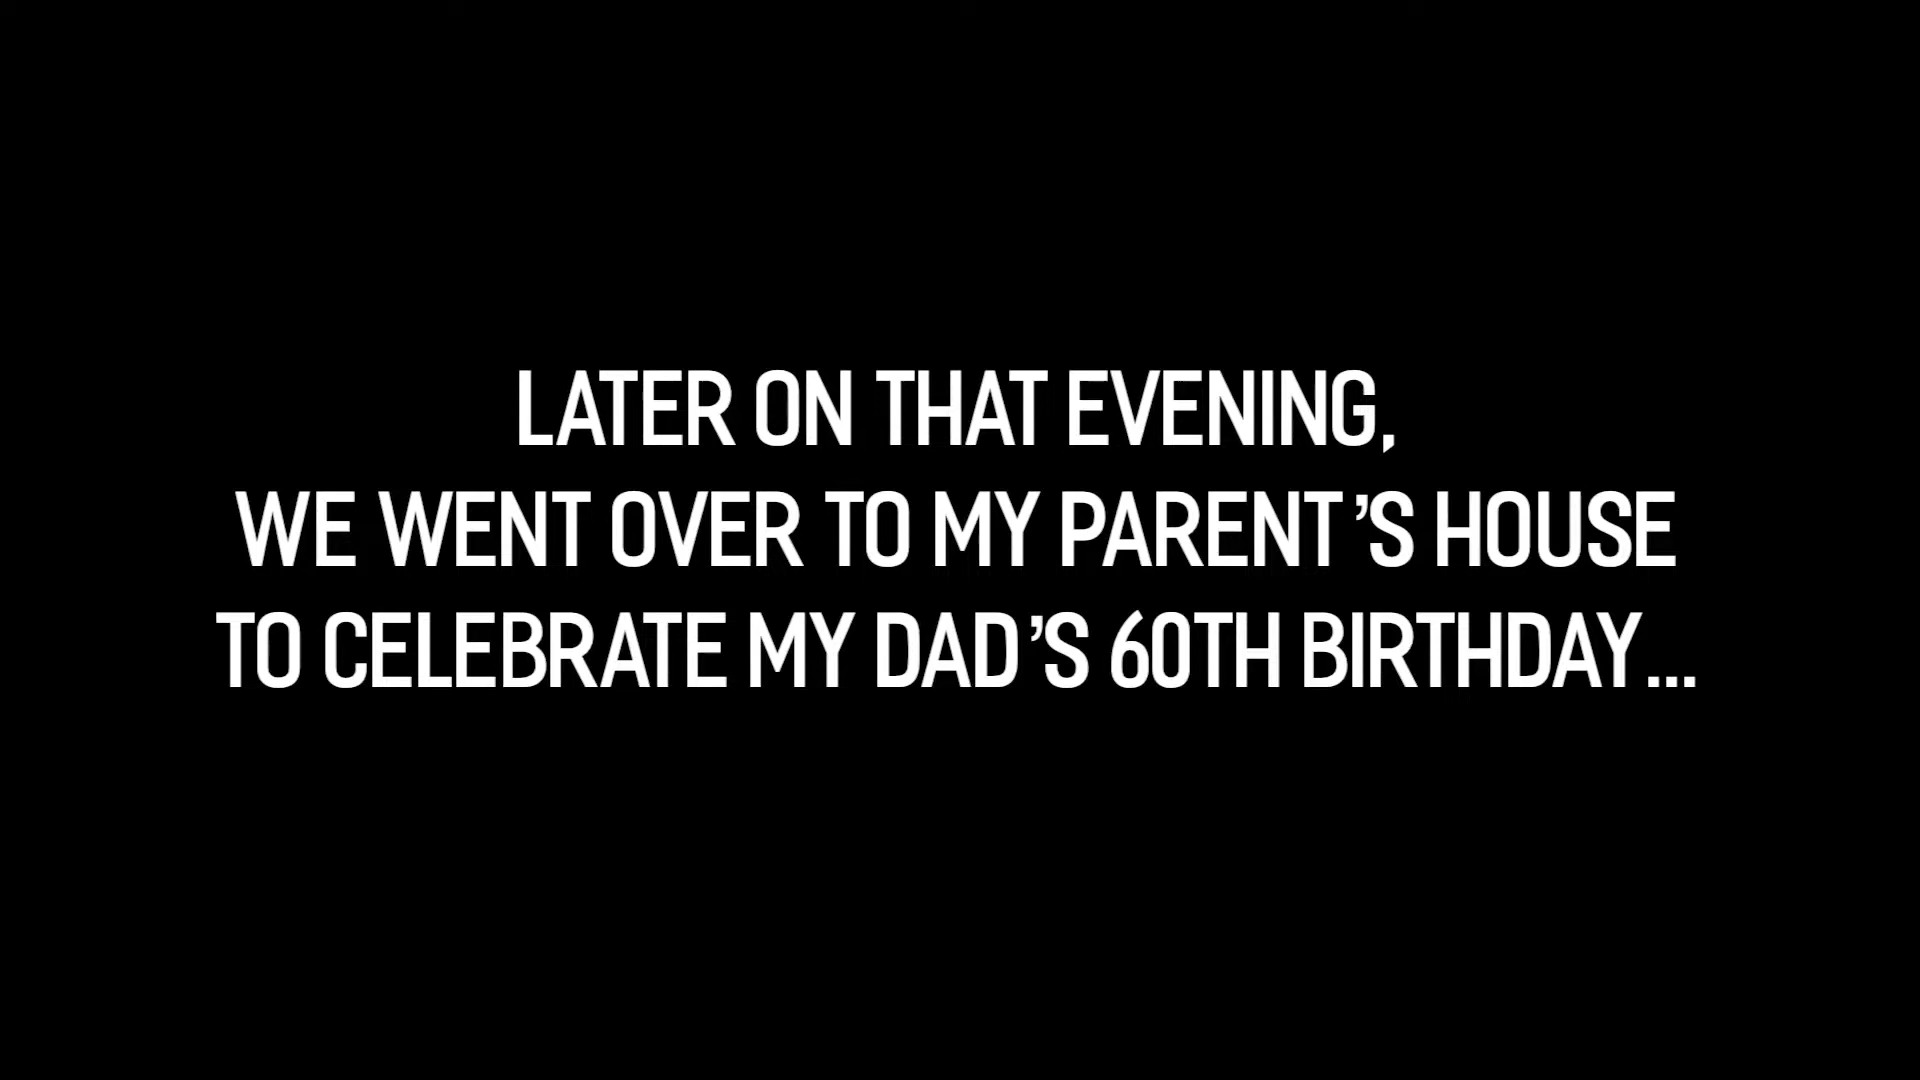 LATER ON THAT EVENING,
WE WENT OVER TO MY PARENT’S HOUSE
TO CELEBRATE MY DAD’S 60TH BIRTHDAY...